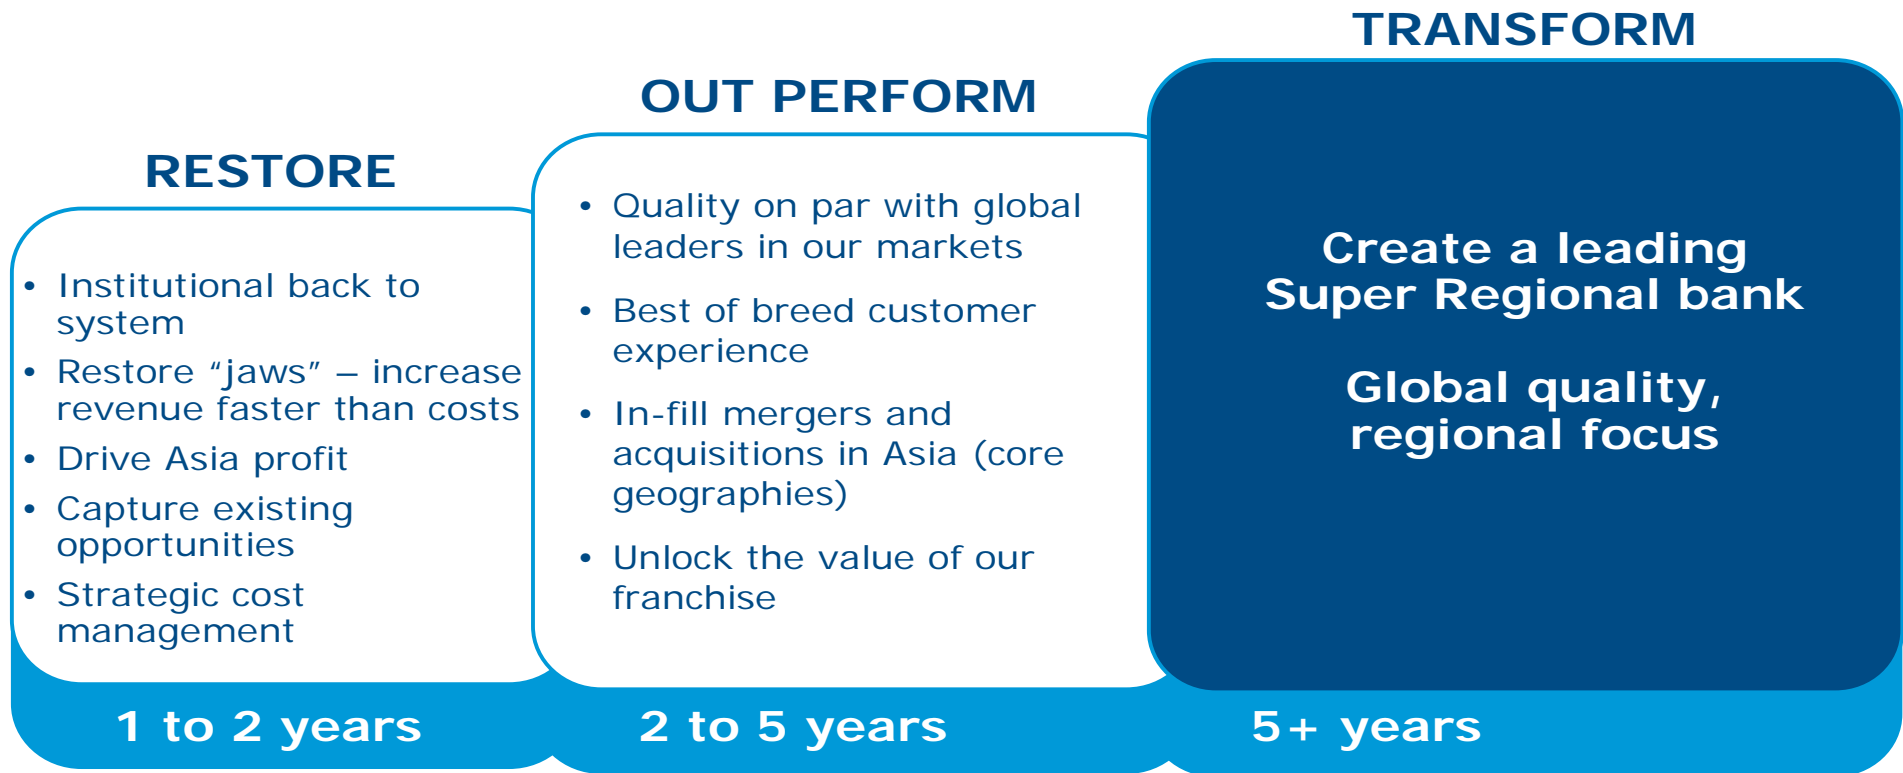 RESTORE
• Institutional back to
system
• Restore “jaws” – increase
revenue faster than costs
• Drive Asia profit
• Capture existing
opportunities
• Strategic cost
management
1 to 2 years
OUT PERFORM
• Quality on par with global
leaders in our markets
• Best of breed customer
experience
• In-fill mergers and
acquisitions in Asia (core
geographies)
• Unlock the value of our
franchise
2 to 5 years
TRANSFORM
Create a leading
Super Regional bank
Global quality,
regional focus
5+ years